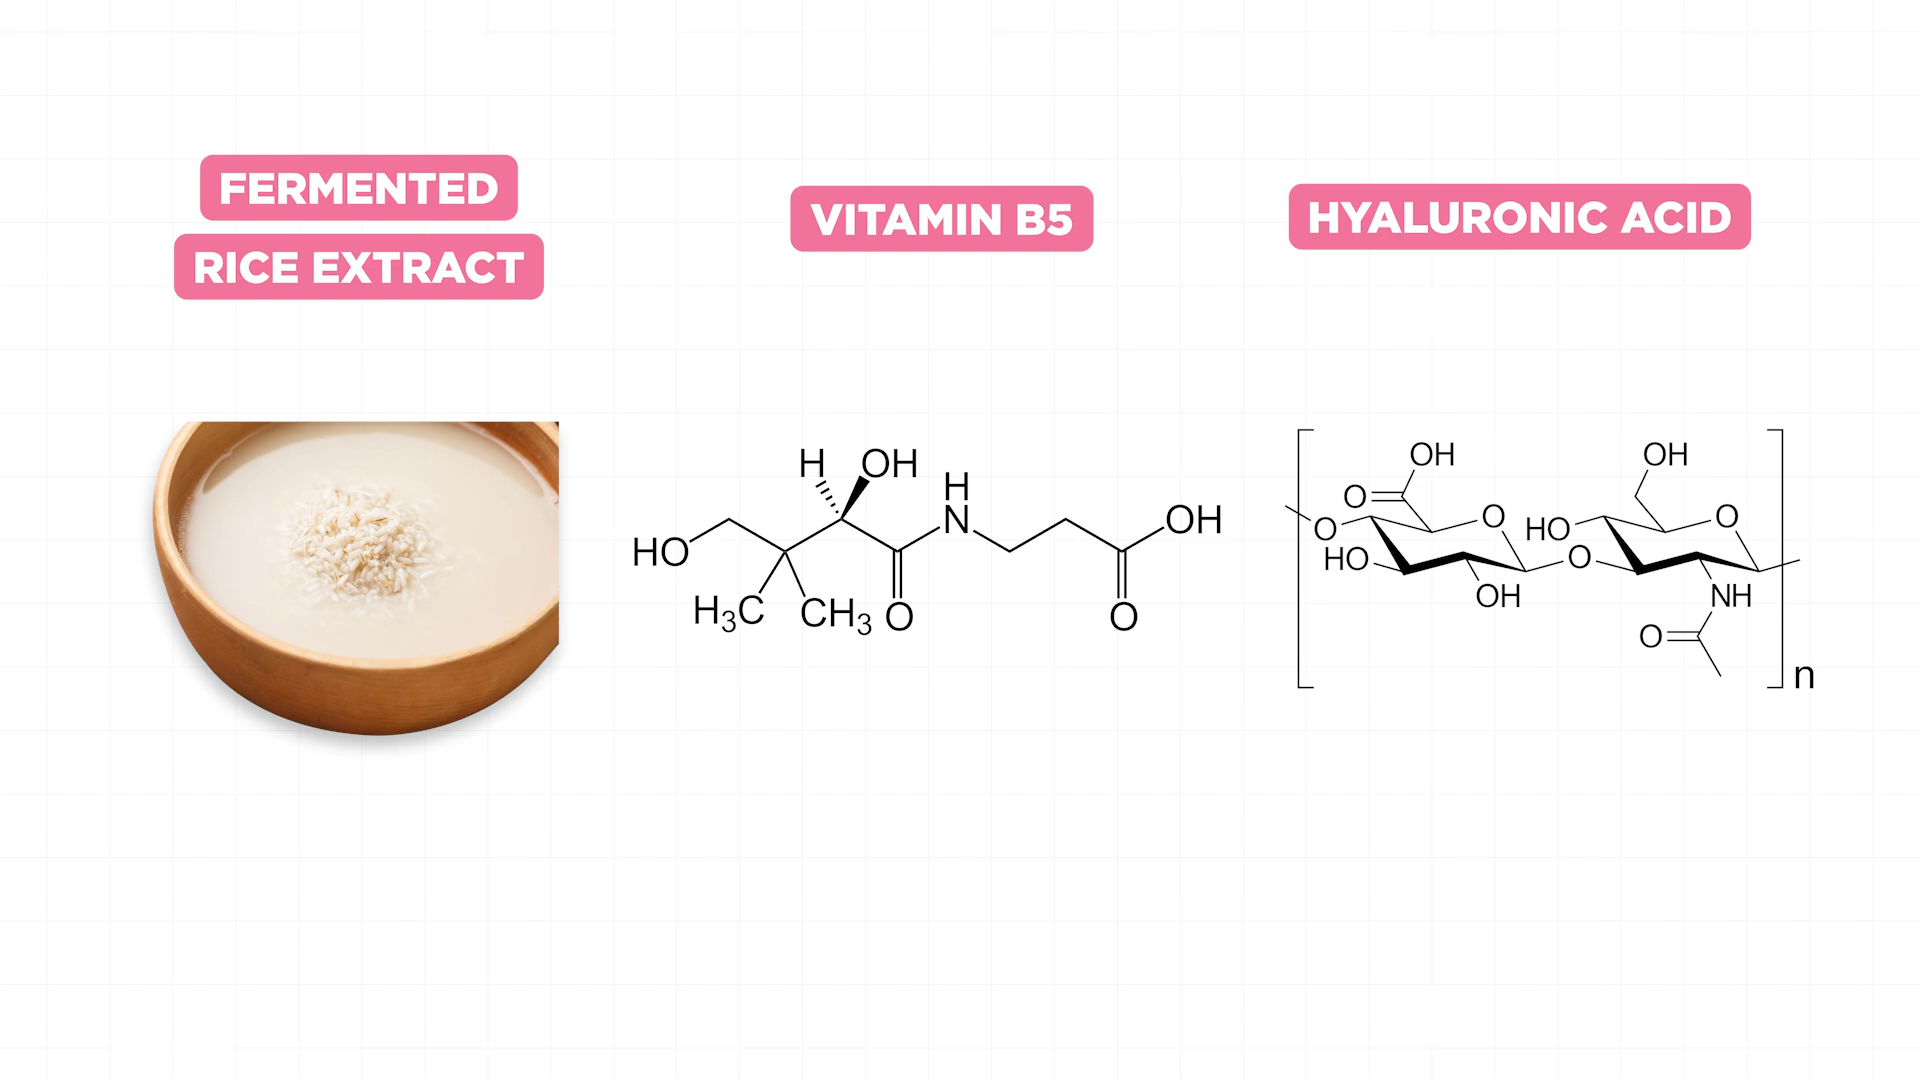 FERMENTED
RICE EXTRACT
VITAMIN B5
HYALURONIC ACID
H OH
H
N
HO
OH
H₃C
CH₃
O
O
OH
O
O
O
HO
OH
OH
HO
O
O
NH
O
n